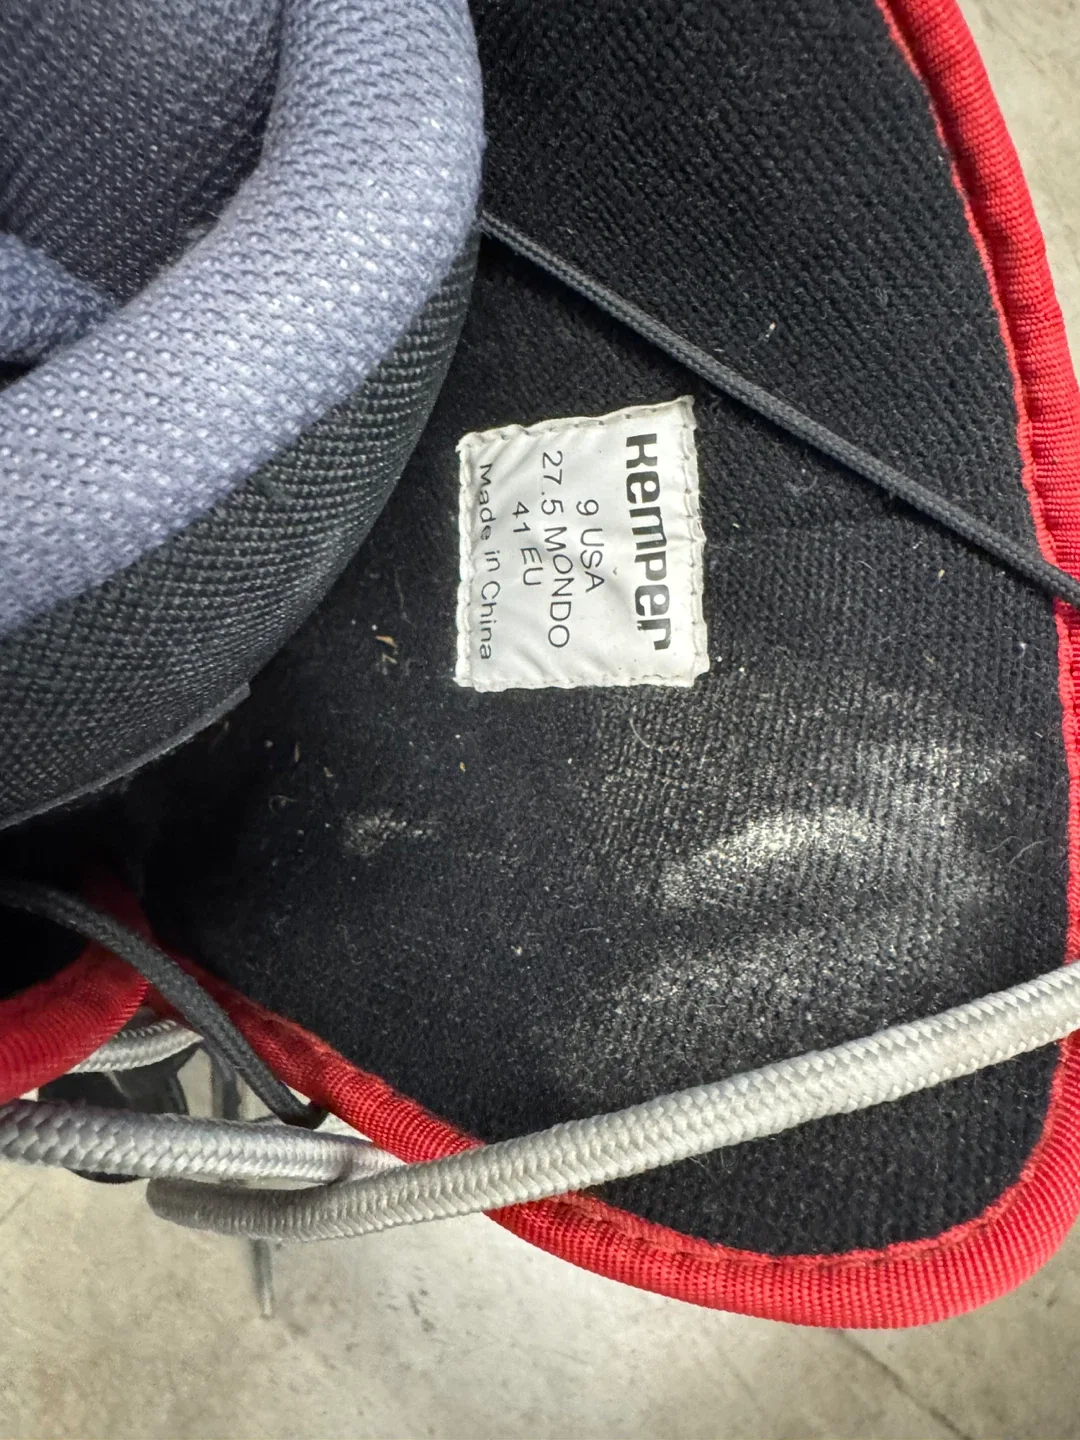 Kemper
9 USA
27.5 MONDO
41 EU
Made in China